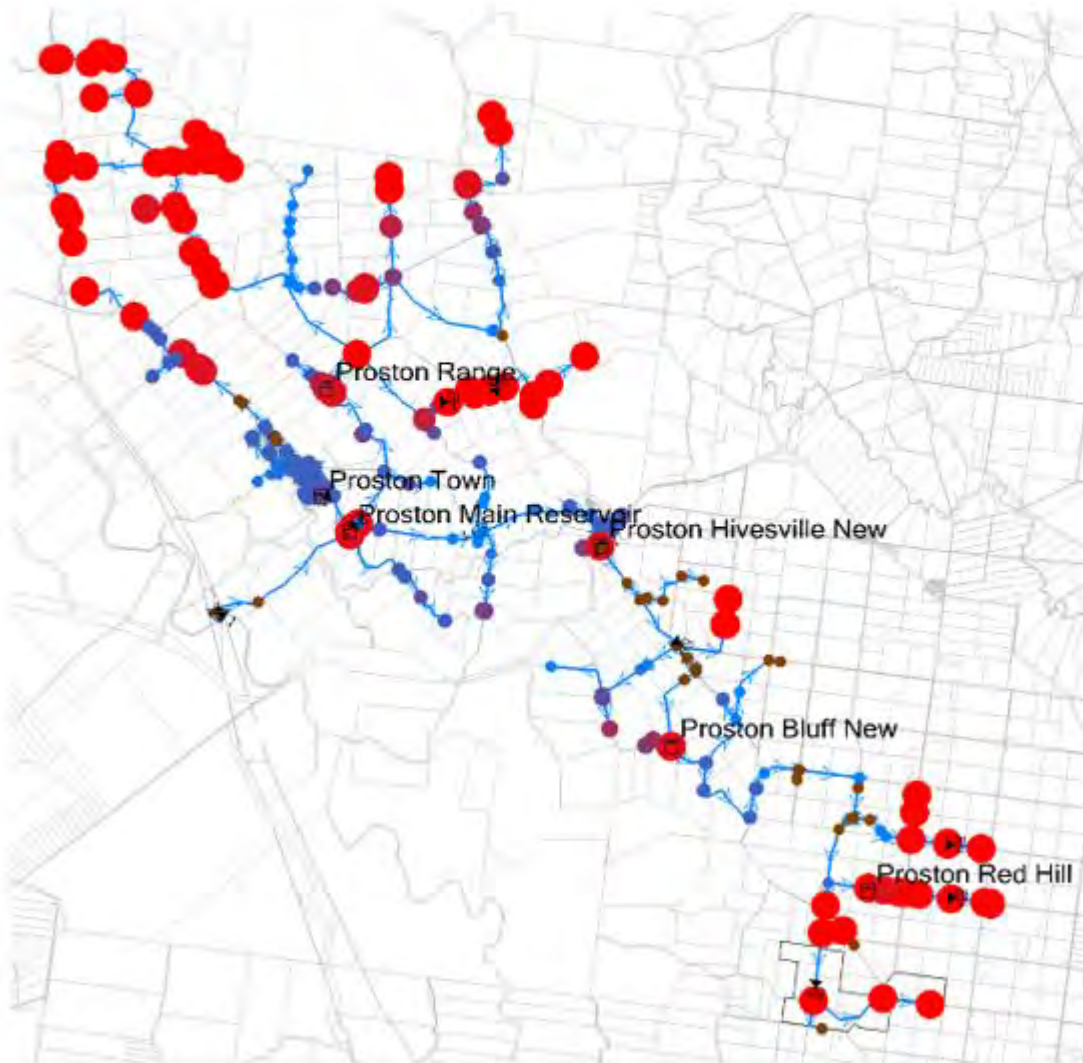 Proston Range
Proston Town
Proston Main Reservoir
Proston Hivesville New
Proston Bluff New
Proston Red Hill